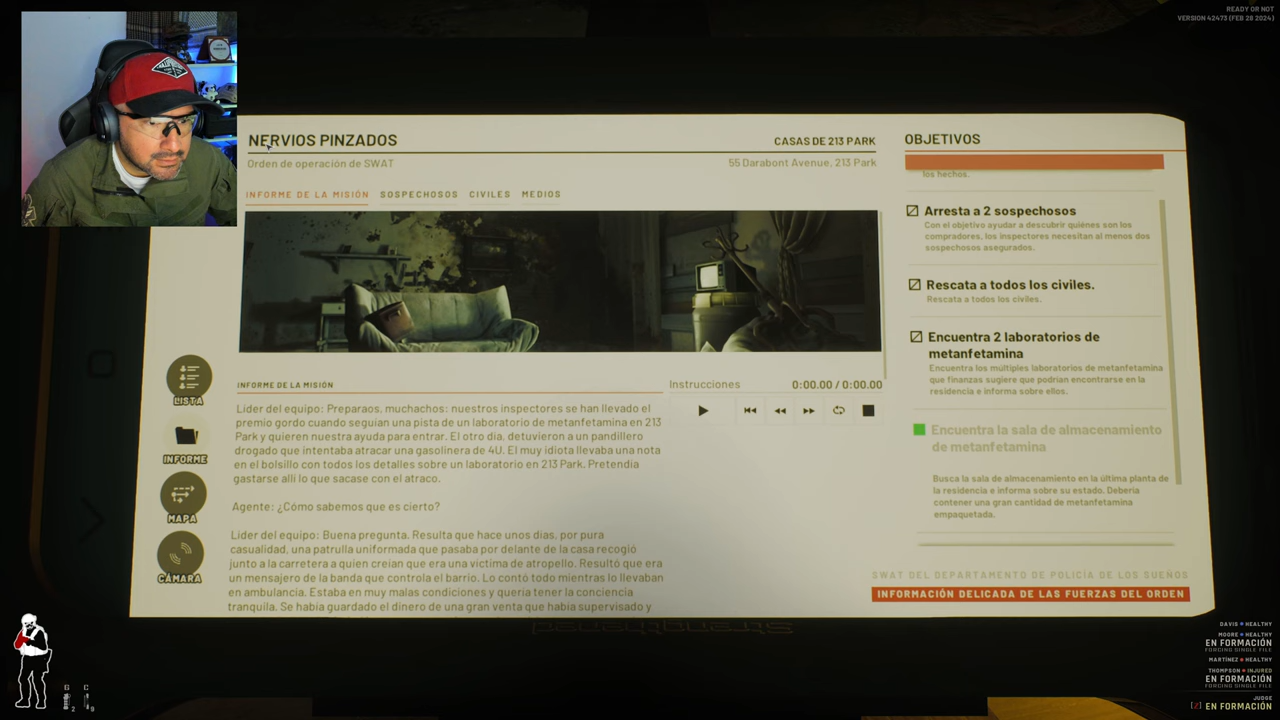 READY OR NOT
VERSION 42473 (FEB 28 2024)
NERVIOS PINZADOS
CASAS DE 213 PARK
Orden de operación de SWAT
55 Darabont Avenue, 213 Park
INFORME DE LA MISIÓN
SOSPECHOSOS
CIVILES
MEDIOS
INFORME DE LA MISIÓN
Instrucciones
0:00.00 / 0:00.00
Líder del equipo: Preparaos, muchachos: nuestros inspectores se han llevado el
premio gordo cuando seguían una pista de un laboratorio de metanfetamina en 213
Park y quieren nuestra ayuda para entrar. El otro día, detuvieron a un pandillero
drogado que intentaba atracar una gasolinera de 4U. El muy idiota llevaba una nota
en el bolsillo con todos los detalles sobre un laboratorio en 213 Park. Pretendía
gastarse allí lo que sacase con el atraco.
Agente: ¿Cómo sabemos que es cierto?
Líder del equipo: Buena pregunta. Resulta que hace unos días, por pura
casualidad, una patrulla uniformada que pasaba por delante de la casa recogió
junto a la carretera a quien creían que era una víctima de atropello. Resultó que era
un mensajero de la banda que controla el barrio. Lo contó todo mientras lo llevaban
en ambulancia. Estaba en muy malas condiciones y quería tener la conciencia
tranquila. Se había guardado el dinero de una gran venta que había supervisado y
LISTA
INFORME
MAPA
CÁMARA
OBJETIVOS
los hechos.
Arresta a 2 sospechosos
Con el objetivo ayudar a descubrir quiénes son los
compradores, los inspectores necesitan al menos dos
sospechosos asegurados.
Rescata a todos los civiles.
Rescata a todos los civiles.
Encuentra 2 laboratorios de
metanfetamina
Encuentra los múltiples laboratorios de metanfetamina
que finanzas sugiere que podrían encontrarse en la
residencia e informa sobre ellos.
Encuentra la sala de almacenamiento
de metanfetamina
Busca la sala de almacenamiento en la última planta de
la residencia e informa sobre su estado. Debería
contener una gran cantidad de metanfetamina
empaquetada.
SWAT DEL DEPARTAMENTO DE POLICÍA DE LOS SUEÑOS
INFORMACIÓN DELICADA DE LAS FUERZAS DEL ORDEN
DAVIS HEALTHY
MOORE HEALTHY
EN FORMACIÓN
FORCING SINGLE FILE
MARTÍNEZ HEALTHY
THOMPSON INJURED
EN FORMACIÓN
FORCING SINGLE FILE
JUDGE
[Z] EN FORMACIÓN
G C
2